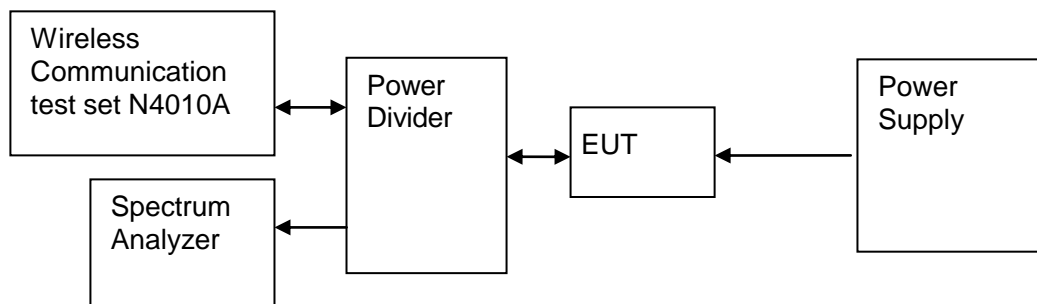 Wireless
Communication
test set N4010A
Power
Divider
EUT
Power
Supply
Spectrum
Analyzer